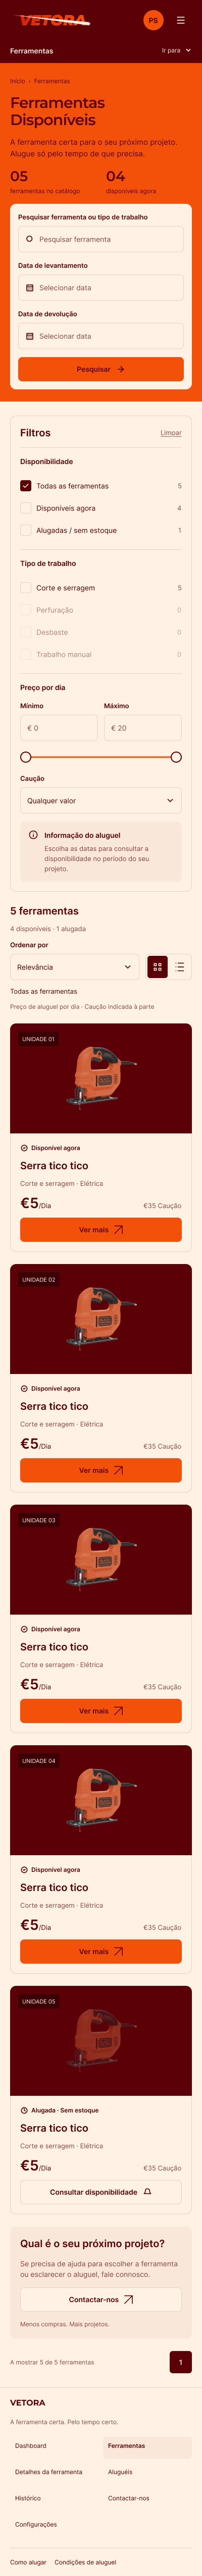 VETORA
PS
Ferramentas
Ir para
Início › Ferramentas
Ferramentas
Disponíveis
A ferramenta certa para o seu próximo projeto.
Alugue só pelo tempo de que precisa.
05
04
ferramentas no catálogo
disponíveis agora
Pesquisar ferramenta ou tipo de trabalho
Pesquisar ferramenta
Data de levantamento
Selecionar data
Data de devolução
Selecionar data
Pesquisar
Filtros
Limpar
Disponibilidade
Todas as ferramentas 5
Disponíveis agora 4
Alugadas / sem estoque 1
Tipo de trabalho
Corte e serragem 5
Perfuração 0
Desbaste 0
Trabalho manual 0
Preço por dia
Mínimo Máximo
€ 0 € 20
Caução
Qualquer valor
Informação do aluguel
Escolha as datas para consultar a
disponibilidade no período do seu
projeto.
5 ferramentas
4 disponíveis · 1 alugada
Ordenar por
Relevância
Todas as ferramentas
Preço de aluguel por dia · Caução indicada à parte
UNIDADE 01
Disponível agora
Serra tico tico
Corte e serragem · Elétrica
€5/Dia €35 Caução
Ver mais
UNIDADE 02
Disponível agora
Serra tico tico
Corte e serragem · Elétrica
€5/Dia €35 Caução
Ver mais
UNIDADE 03
Disponível agora
Serra tico tico
Corte e serragem · Elétrica
€5/Dia €35 Caução
Ver mais
UNIDADE 04
Disponível agora
Serra tico tico
Corte e serragem · Elétrica
€5/Dia €35 Caução
Ver mais
UNIDADE 05
Alugada · Sem estoque
Serra tico tico
Corte e serragem · Elétrica
€5/Dia €35 Caução
Consultar disponibilidade
Qual é o seu próximo projeto?
Se precisa de ajuda para escolher a ferramenta
ou esclarecer o aluguel, fale connosco.
Contactar-nos
Menos compras. Mais projetos.
A mostrar 5 de 5 ferramentas
1
VETORA
A ferramenta certa. Pelo tempo certo.
Dashboard Ferramentas
Detalhes da ferramenta Aluguéis
Histórico Contactar-nos
Configurações
Como alugar Condições de aluguel